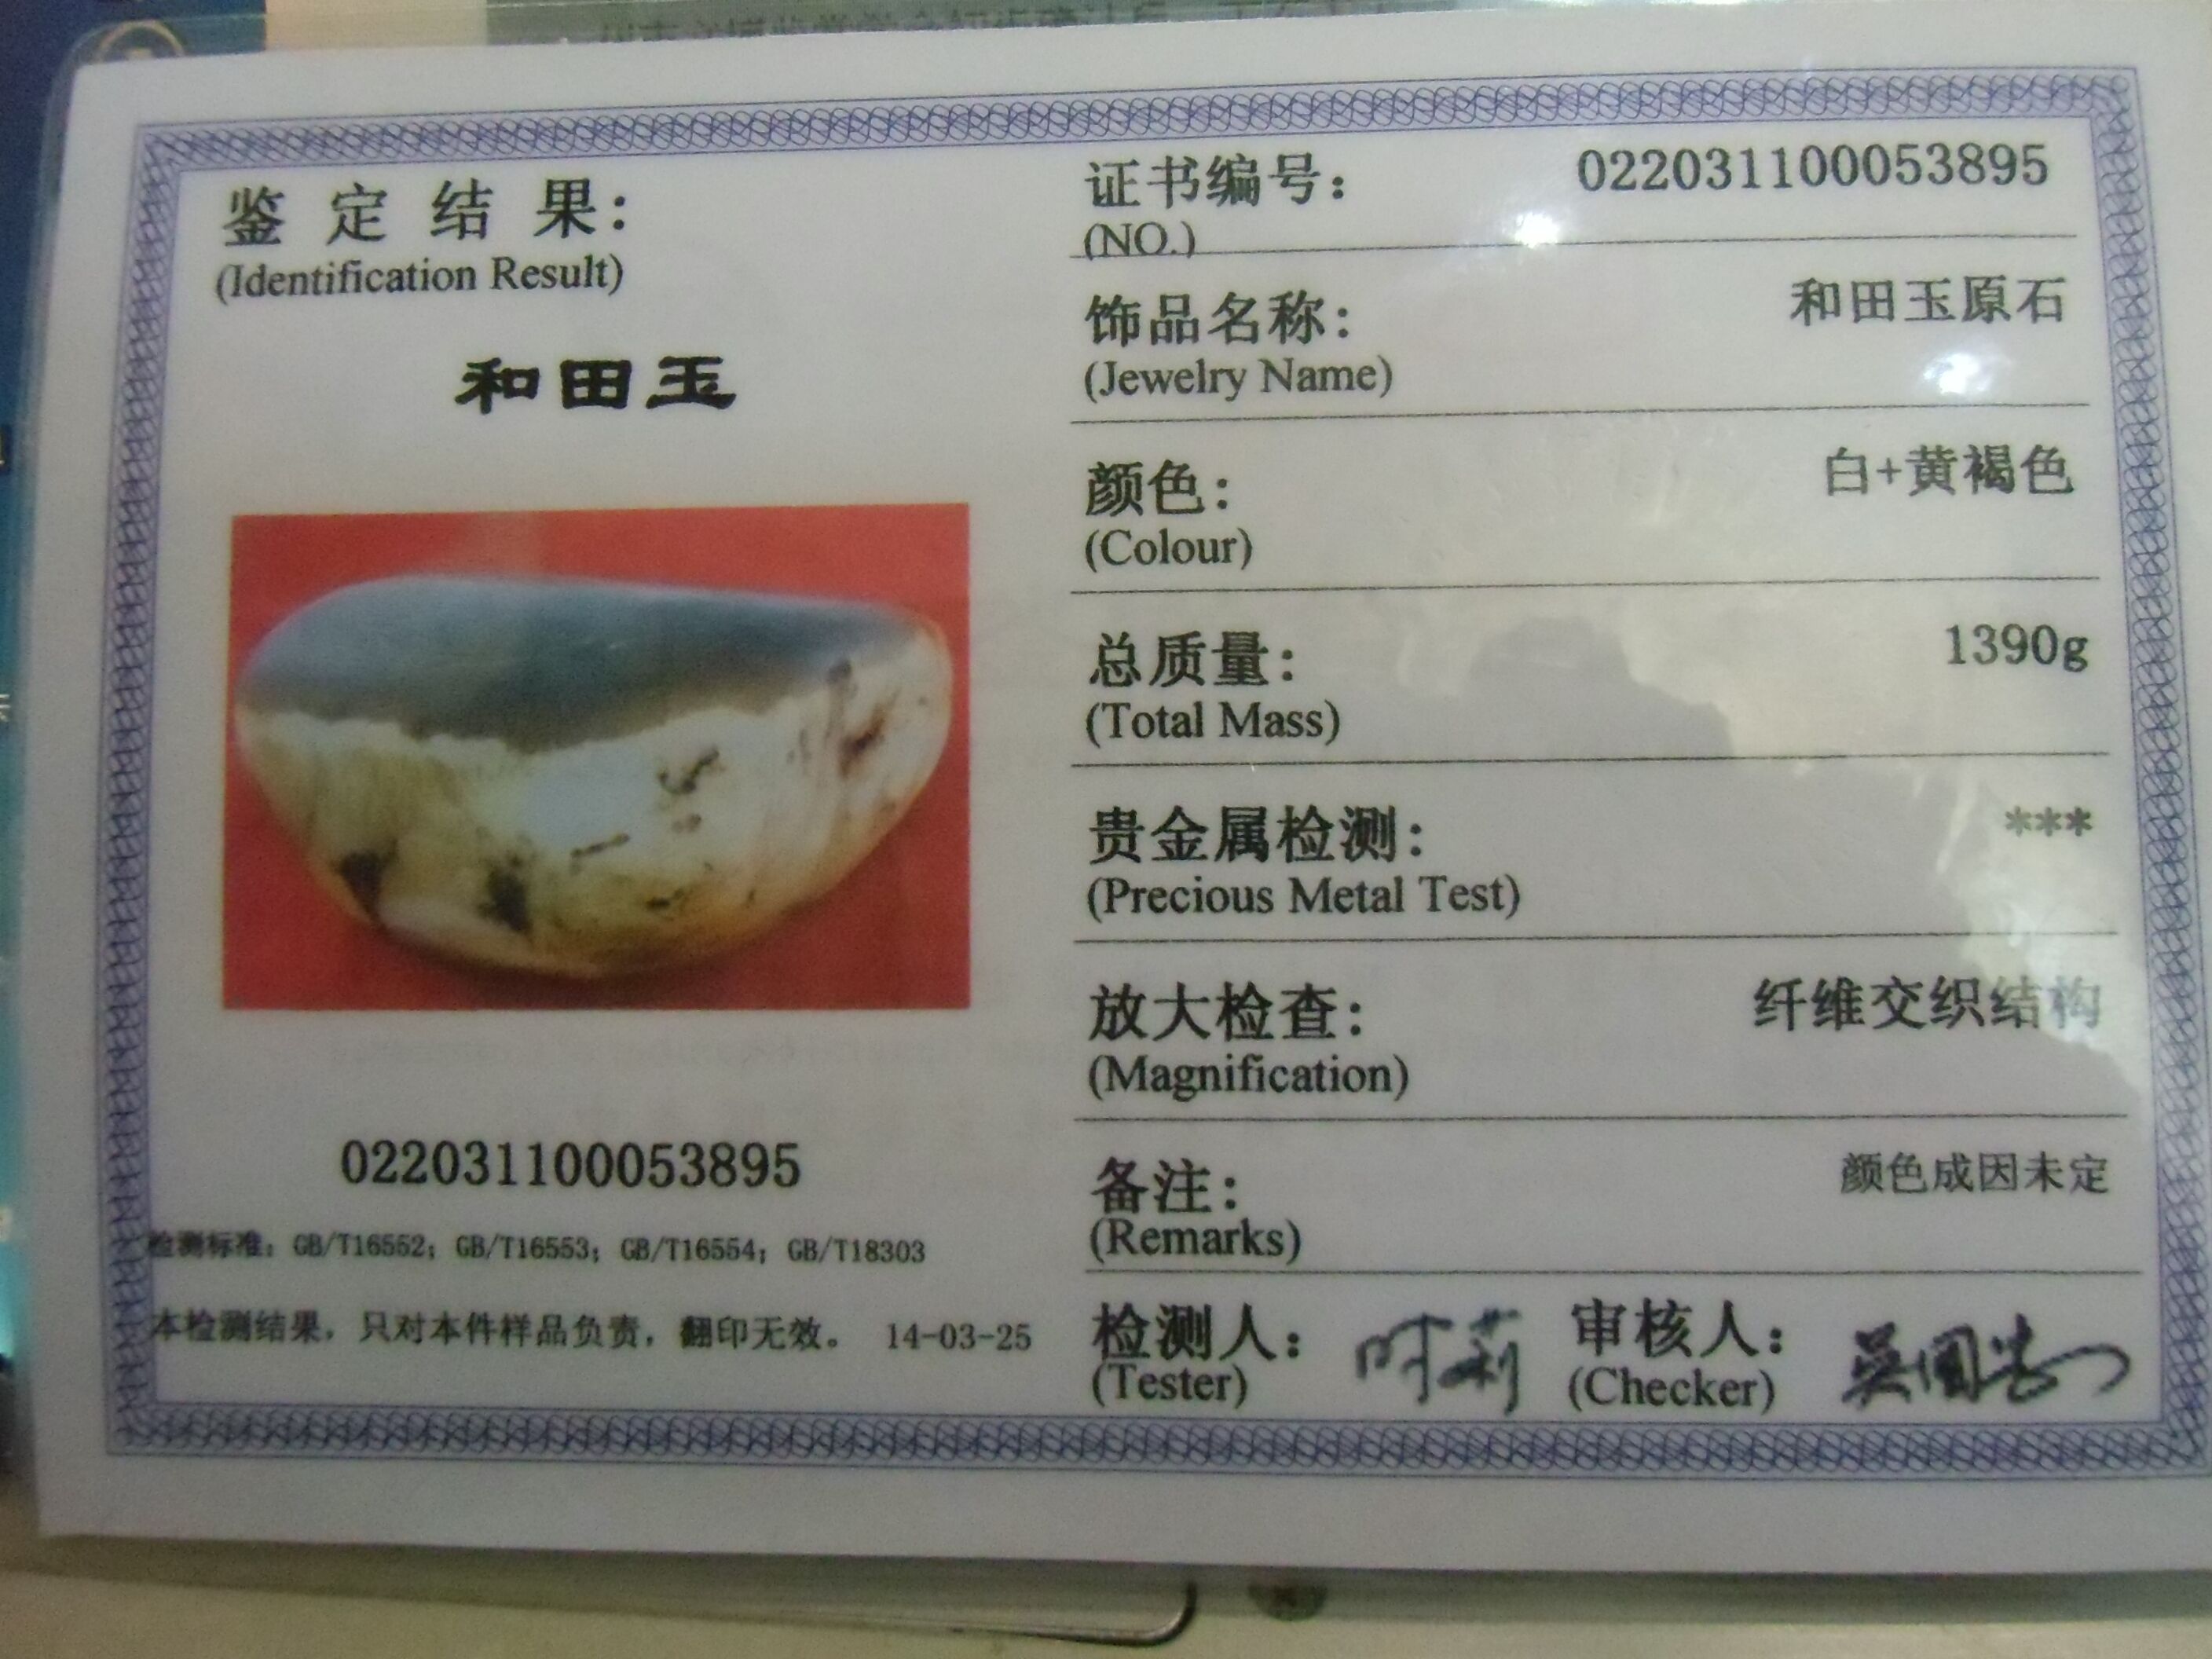 鉴定结果:
(Identification Result)
和田玉
022031100053895
检测标准: GB/T16552; GB/T16553; GB/T16554; GB/T18303
本检测结果，只对本件样品负责，翻印无效。 14-03-25
证书编号: 022031100053895
(NO.)
饰品名称: 和田玉原石
(Jewelry Name)
颜色: 白+黄褐色
(Colour)
总质量: 1390g
(Total Mass)
贵金属检测: ***
(Precious Metal Test)
放大检查: 纤维交织结构
(Magnification)
备注: 颜色成因未定
(Remarks)
检测人: 审核人:
(Tester) (Checker)